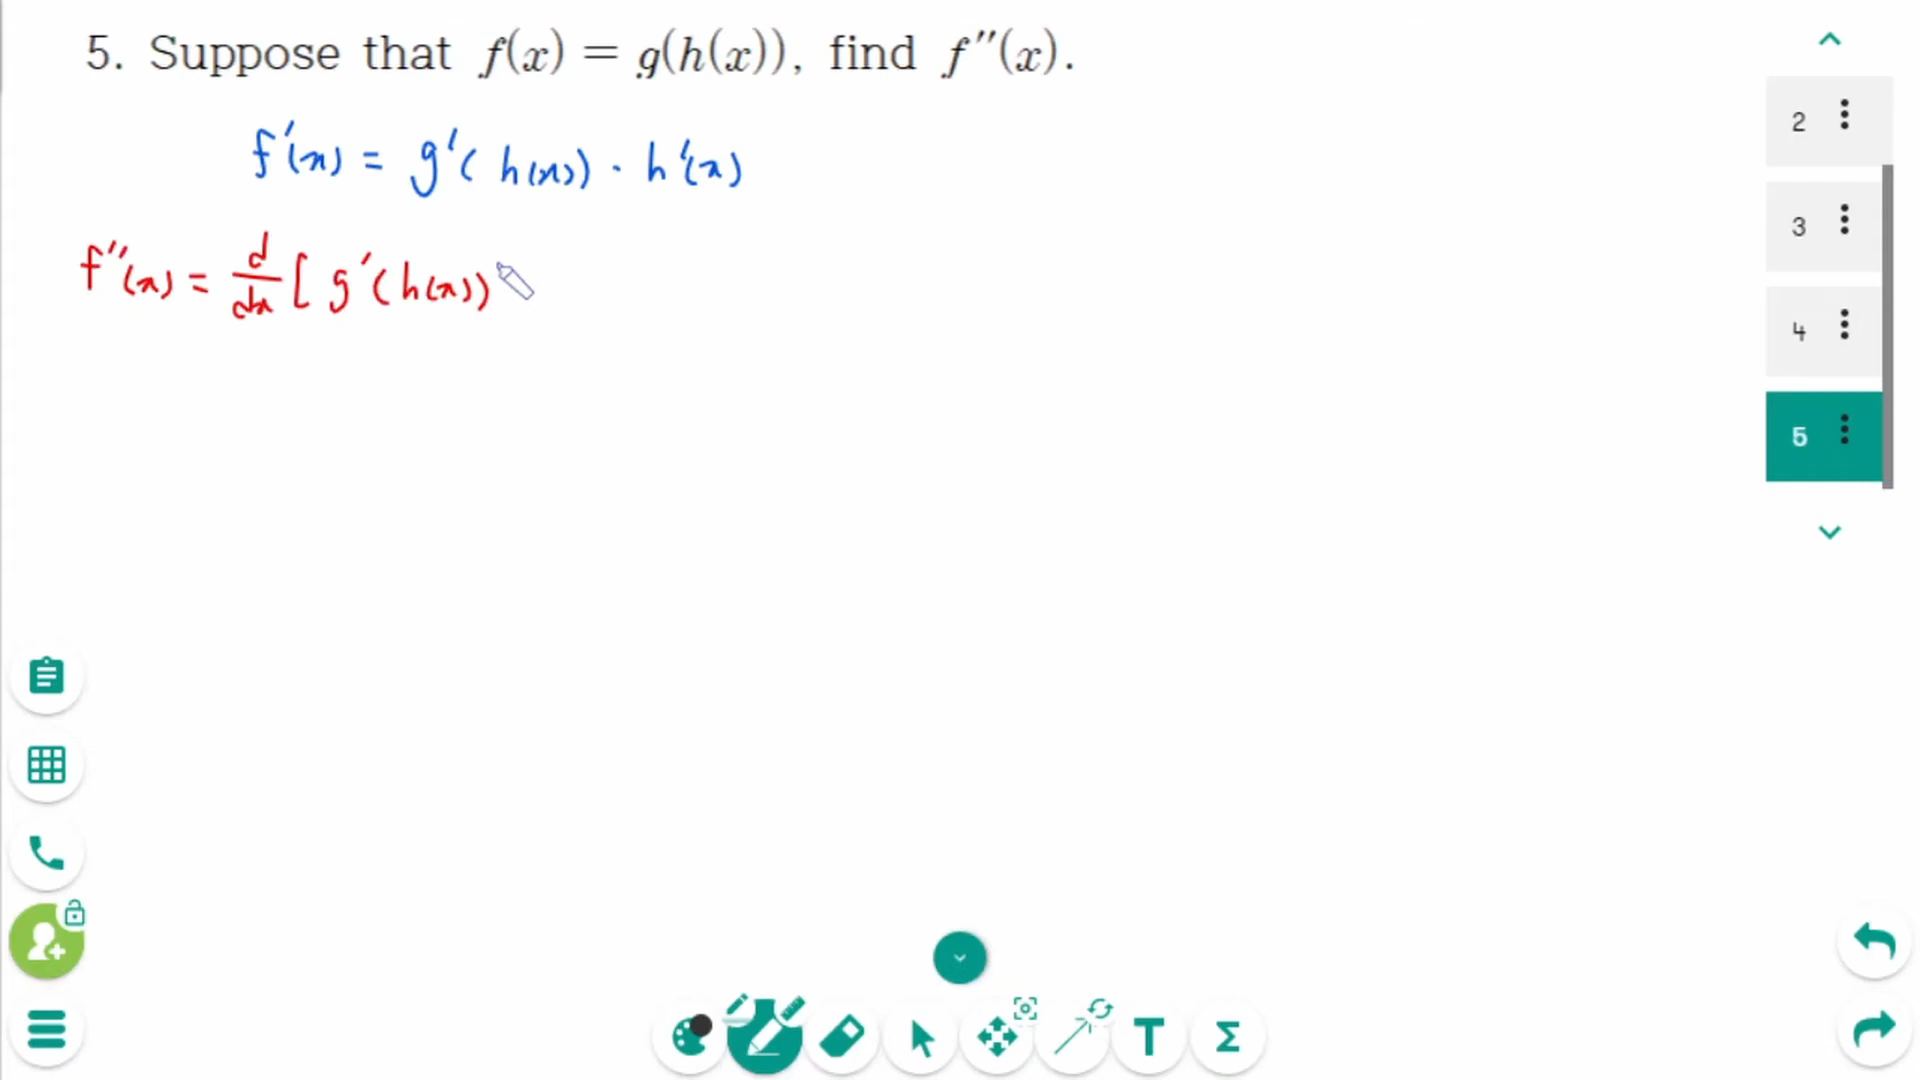 5. Suppose that f(x) = g(h(x)), find f''(x).
f'(x) = g'( h(x)) · h'(x)
f''(x) = d/dx [ g'(h(x))
2
3
4
5
T
Σ